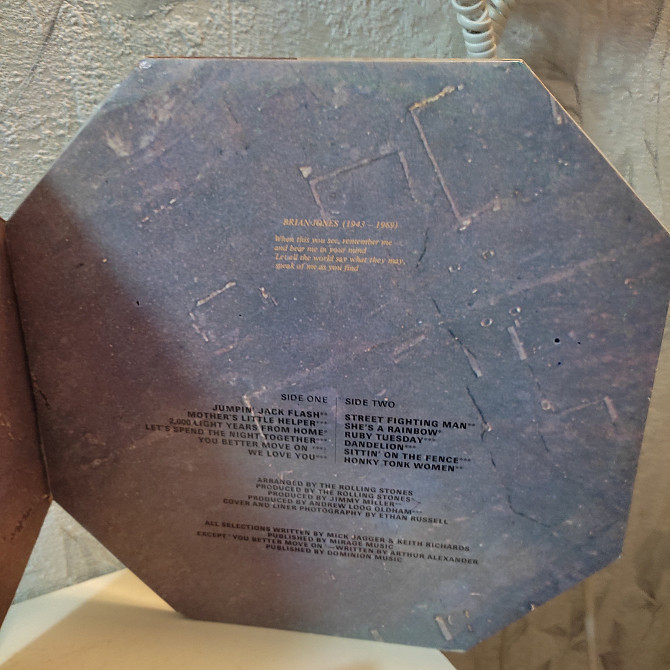 BRIAN JONES (1943 – 1969)
When this you see, remember me
and bear me in your mind
Let all the world say what they may,
speak of me as you find
SIDE ONE
JUMPIN' JACK FLASH**
MOTHER'S LITTLE HELPER***
2,000 LIGHT YEARS FROM HOME*
LET'S SPEND THE NIGHT TOGETHER***
YOU BETTER MOVE ON ***
WE LOVE YOU***
SIDE TWO
STREET FIGHTING MAN**
SHE'S A RAINBOW*
RUBY TUESDAY***
DANDELION***
SITTIN' ON THE FENCE***
HONKY TONK WOMEN**
ARRANGED BY THE ROLLING STONES
PRODUCED BY THE ROLLING STONES*
PRODUCED BY JIMMY MILLER**
PRODUCED BY ANDREW LOOG OLDHAM***
COVER AND LINER PHOTOGRAPHY BY ETHAN RUSSELL
ALL SELECTIONS WRITTEN BY MICK JAGGER & KEITH RICHARDS
PUBLISHED BY MIRAGE MUSIC
EXCEPT: YOU BETTER MOVE ON—WRITTEN BY ARTHUR ALEXANDER
PUBLISHED BY DOMINION MUSIC